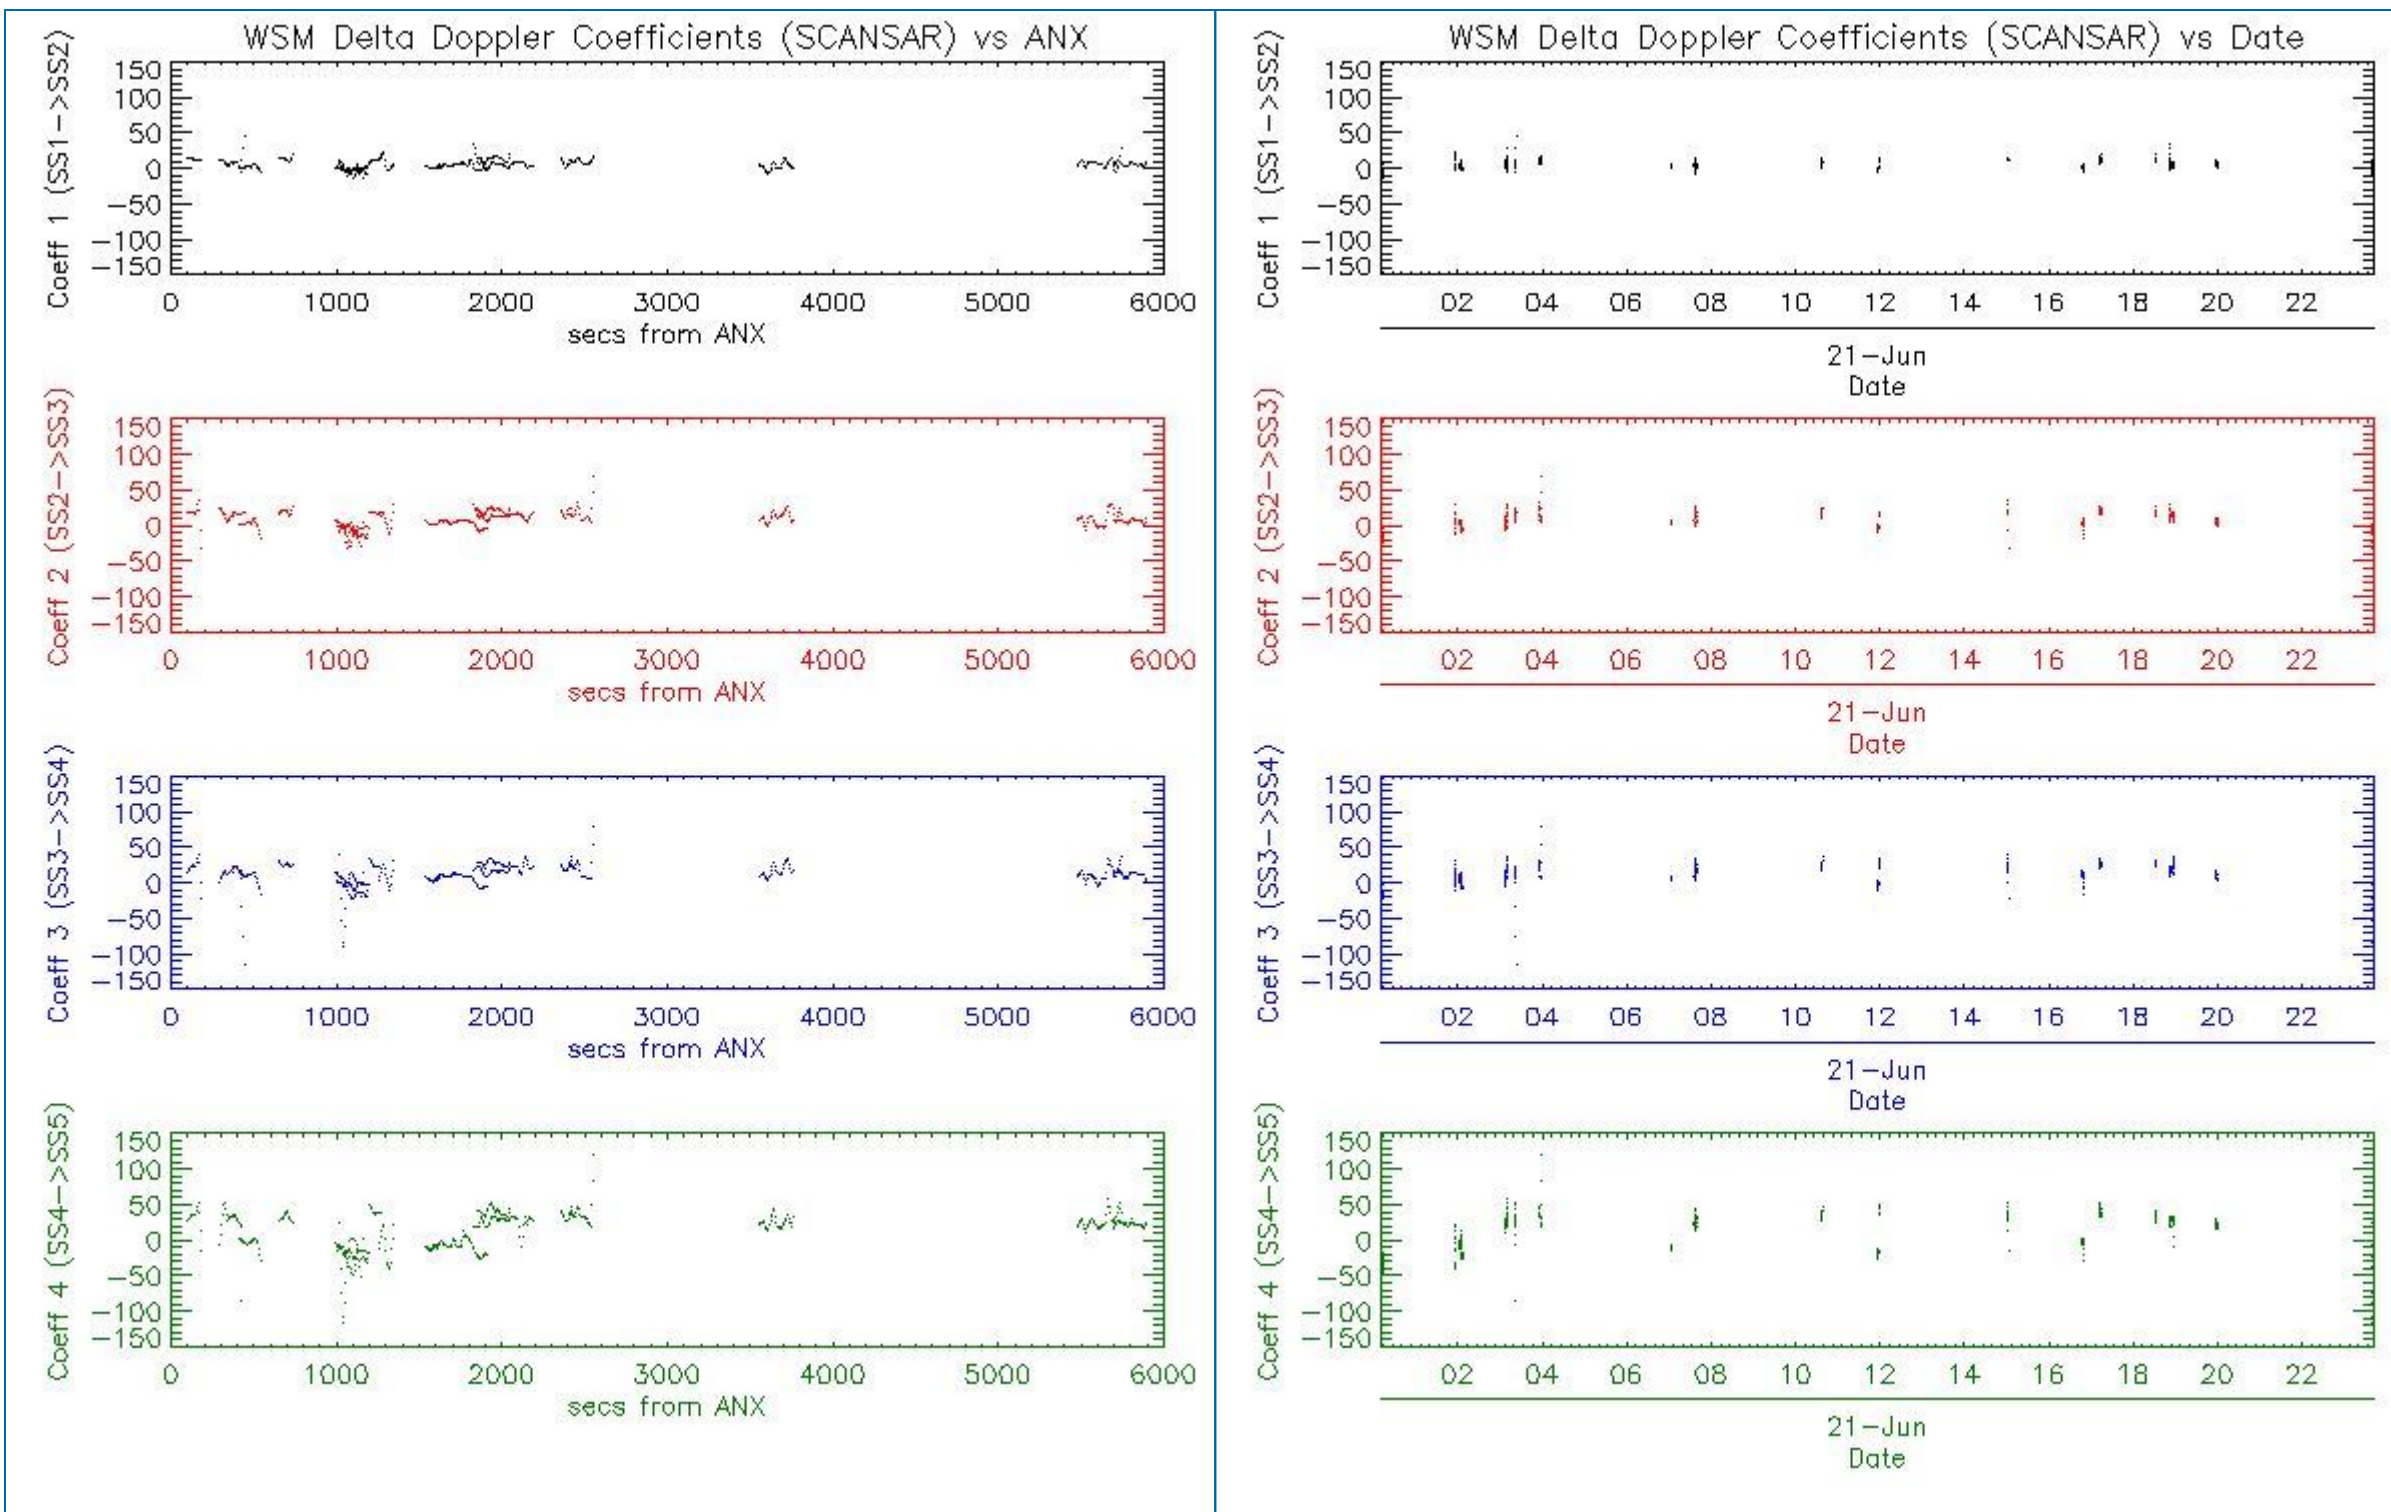 WSM Delta Doppler Coefficients (SCANSAR) vs ANX
Coeff 1 (SS1->SS2)
150
100
50
0
-50
-100
-150
0 1000 2000 3000 4000 5000 6000
secs from ANX
Coeff 2 (SS2->SS3)
150
100
50
0
-50
-100
-150
0 1000 2000 3000 4000 5000 6000
secs from ANX
Coeff 3 (SS3->SS4)
150
100
50
0
-50
-100
-150
0 1000 2000 3000 4000 5000 6000
secs from ANX
Coeff 4 (SS4->SS5)
150
100
50
0
-50
-100
-150
0 1000 2000 3000 4000 5000 6000
secs from ANX
WSM Delta Doppler Coefficients (SCANSAR) vs Date
Coeff 1 (SS1->SS2)
150
100
50
0
-50
-100
-150
02 04 06 08 10 12 14 16 18 20 22
21-Jun
Date
Coeff 2 (SS2->SS3)
150
100
50
0
-50
-100
-150
02 04 06 08 10 12 14 16 18 20 22
21-Jun
Date
Coeff 3 (SS3->SS4)
150
100
50
0
-50
-100
-150
02 04 06 08 10 12 14 16 18 20 22
21-Jun
Date
Coeff 4 (SS4->SS5)
150
100
50
0
-50
-100
-150
02 04 06 08 10 12 14 16 18 20 22
21-Jun
Date